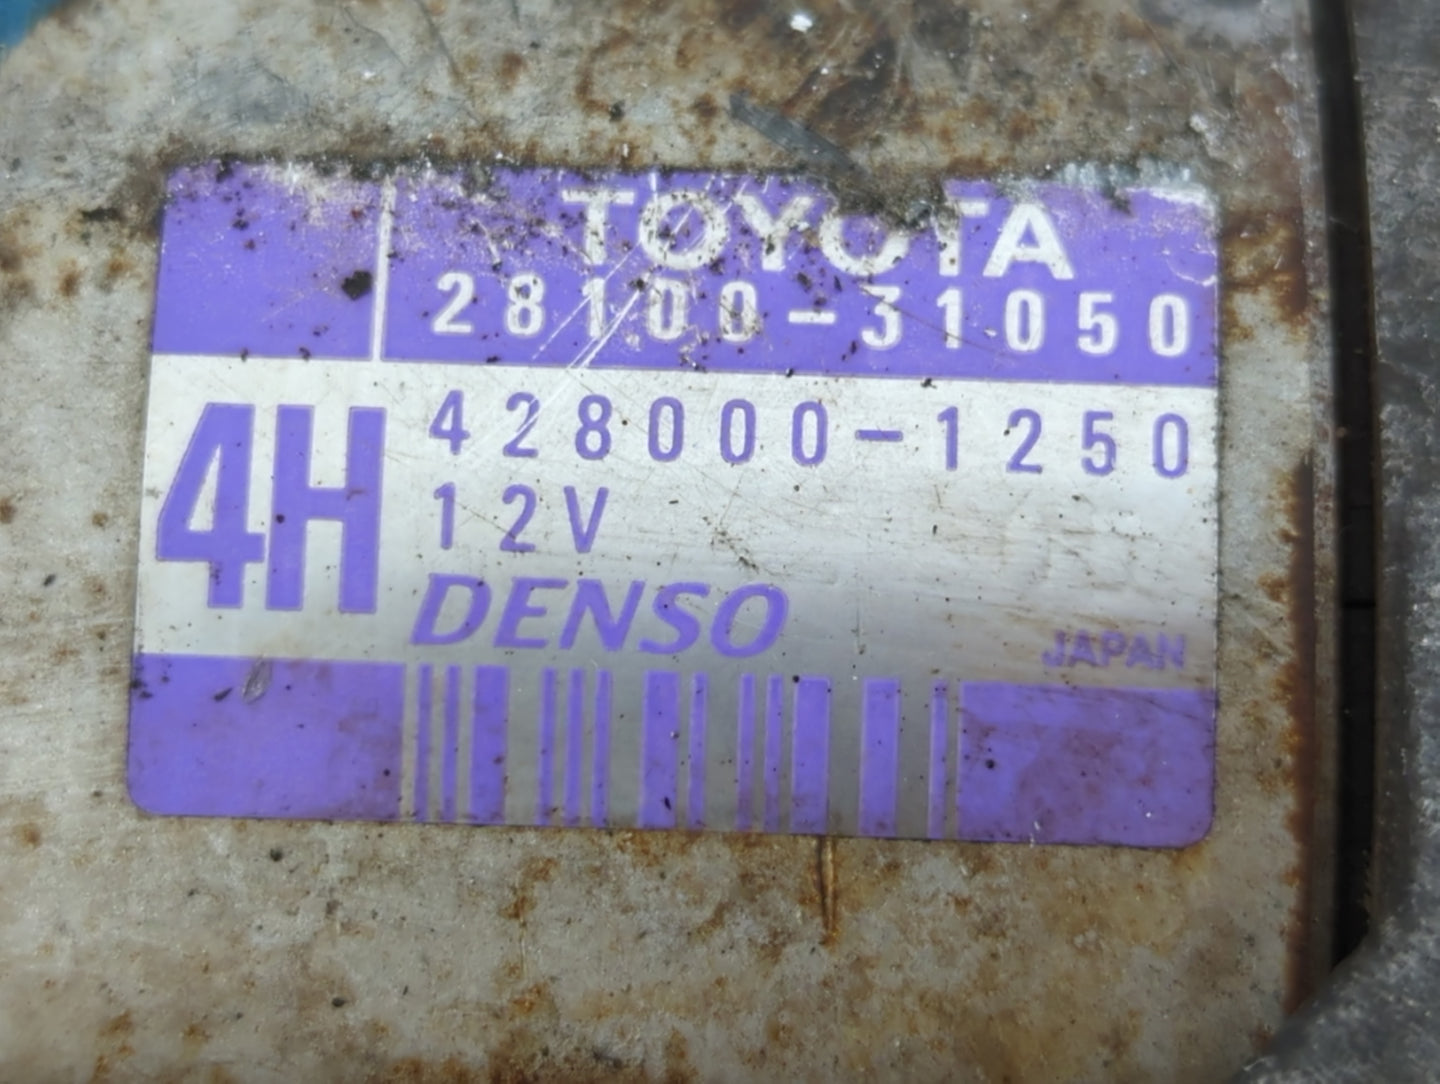 TOYOTA
28100-31050
4H
428000-1250
12V
DENSO
JAPAN